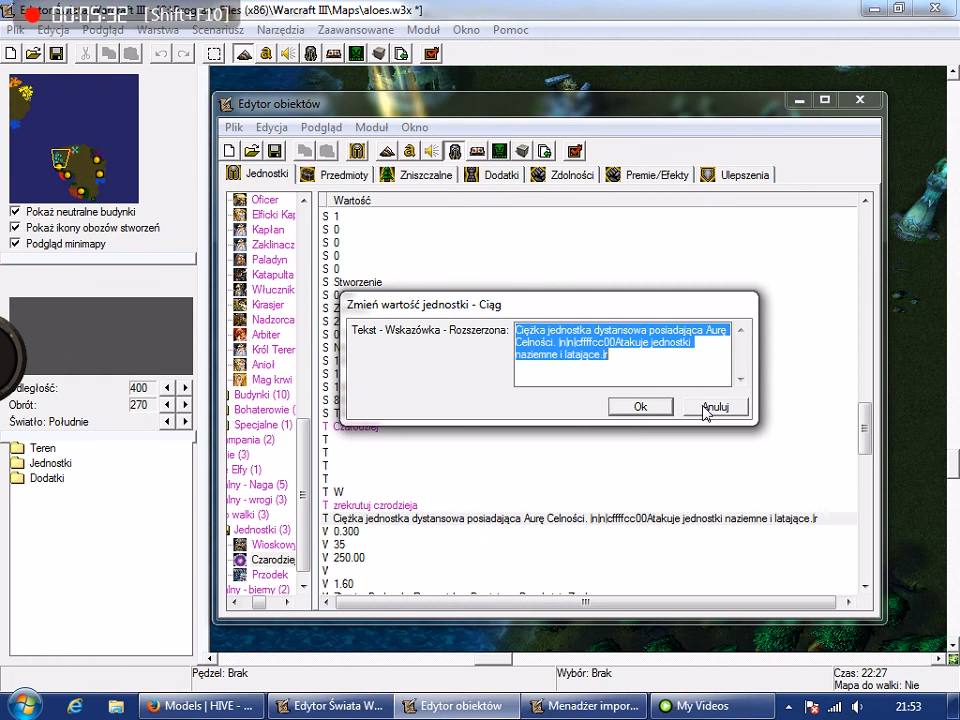 Edytor Świata Warcraft III - [C:\Program Files (x86)\Warcraft III\Maps\aloes.w3x *]
00:05:32 [Shift+F10]
Plik Edycja Podgląd Warstwa Scenariusz Narzędzia Zaawansowane Moduł Okno Pomoc
Pokaż neutralne budynki
Pokaż ikony obozów stworzeń
Podgląd minimapy
Odległość: 400
Obrót: 270
Światło: Południe
Teren
Jednostki
Dodatki
Edytor obiektów
Plik Edycja Podgląd Moduł Okno
Jednostki Przedmioty Zniszczalne Dodatki Zdolności Premie/Efekty Ulepszenia
Oficer
Elficki Kap
Kapłan
Zaklinacz
Paladyn
Katapulta
Włócznik
Kirasjer
Nadzorca
Arbiter
Król Teren
Anioł
Mag krwi
Budynki (10)
Bohaterowie
Specjalne (1)
ampania (2)
ie (3)
Elfy (1)
lny - Naga (5)
lny - wrogi (3)
o walki (3)
Jednostki (3)
Wioskowy
Czarodzie
Przodek
alny - bierny (2)
Wartość
S 1
S 0
S 0
S 0
S 0
S Stworzenie
Zmień wartość jednostki - Ciąg
Tekst - Wskazówka - Rozszerzona:
Ciężka jednostka dystansowa posiadająca Aurę
Celności. |n|n|cffffcc00Atakuje jednostki
naziemne i latające.|r
Ok Anuluj
T Czarodziej
T
T
T
T
T W
T zrekrutuj czrodzieja
T Ciężka jednostka dystansowa posiadająca Aurę Celności. |n|n|cffffcc00Atakuje jednostki naziemne i latające.|r
V 0.300
V 35
V 250.00
V
V 1.60
Pędzel: Brak
Wybór: Brak
Czas: 22:27
Mapa do walki: Nie
Models | HIVE - ...
Edytor Świata W...
Edytor obiektów
Menadżer impor...
My Videos
21:53